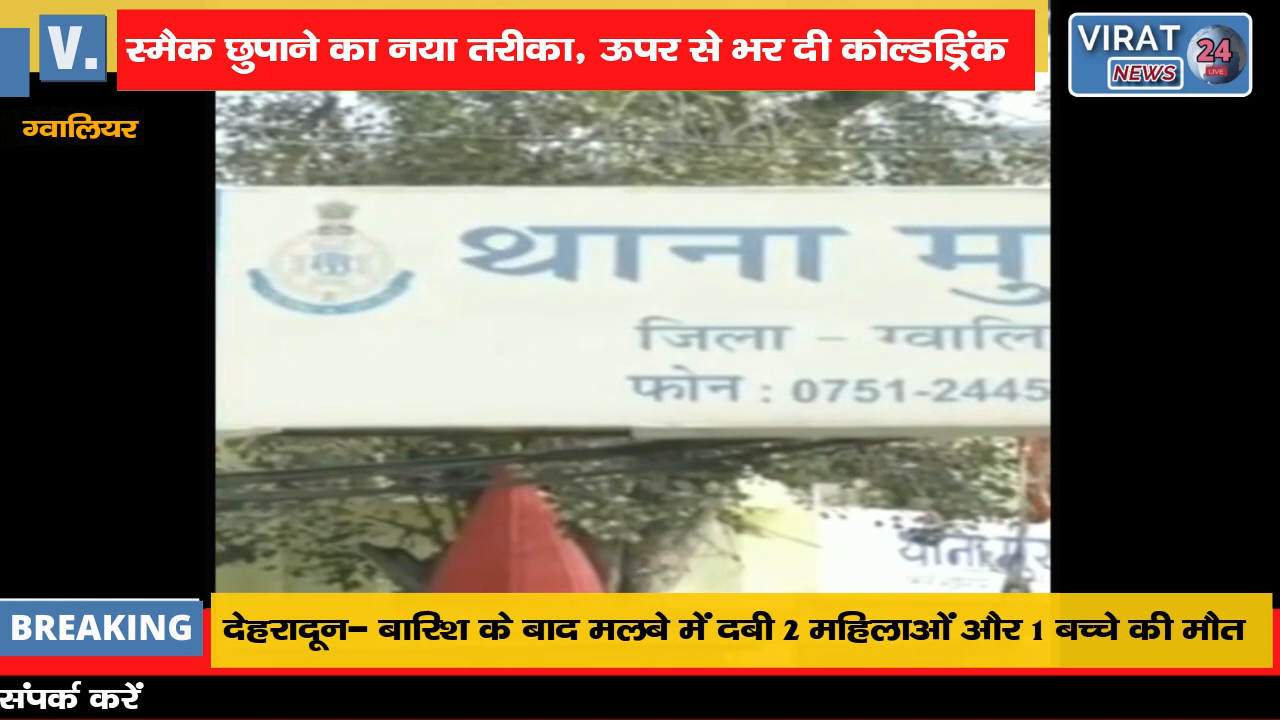 V.
स्मैक छुपाने का नया तरीका, ऊपर से भर दी कोल्डड्रिंक
VIRAT
24
LIVE
NEWS
ग्वालियर
थाना मु
जिला - ग्वालि
फोन : 0751-2445
थाना मुर
BREAKING
देहरादून- बारिश के बाद मलबे में दबी 2 महिलाओं और 1 बच्चे की मौत
संपर्क करें